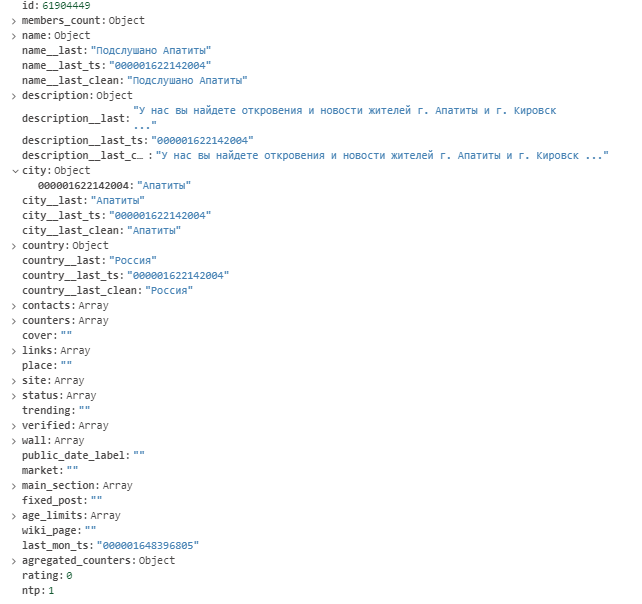 id: 61904449
members_count: Object
name: Object
name__last: "Подслушано Апатиты"
name__last_ts: "000001622142004"
name__last_clean: "Подслушано Апатиты"
description: Object
description__last: "У нас вы найдете откровения и новости жителей г. Апатиты и г. Кировск
..."
description__last_ts: "000001622142004"
description__last_c… : "У нас вы найдете откровения и новости жителей г. Апатиты и г. Кировск ..."
city: Object
000001622142004: "Апатиты"
city__last: "Апатиты"
city__last_ts: "000001622142004"
city__last_clean: "Апатиты"
country: Object
country__last: "Россия"
country__last_ts: "000001622142004"
country__last_clean: "Россия"
contacts: Array
counters: Array
cover: ""
links: Array
place: ""
site: Array
status: Array
trending: ""
verified: Array
wall: Array
public_date_label: ""
market: ""
main_section: Array
fixed_post: ""
age_limits: Array
wiki_page: ""
last_mon_ts: "000001648396805"
agregated_counters: Object
rating: 0
ntp: 1